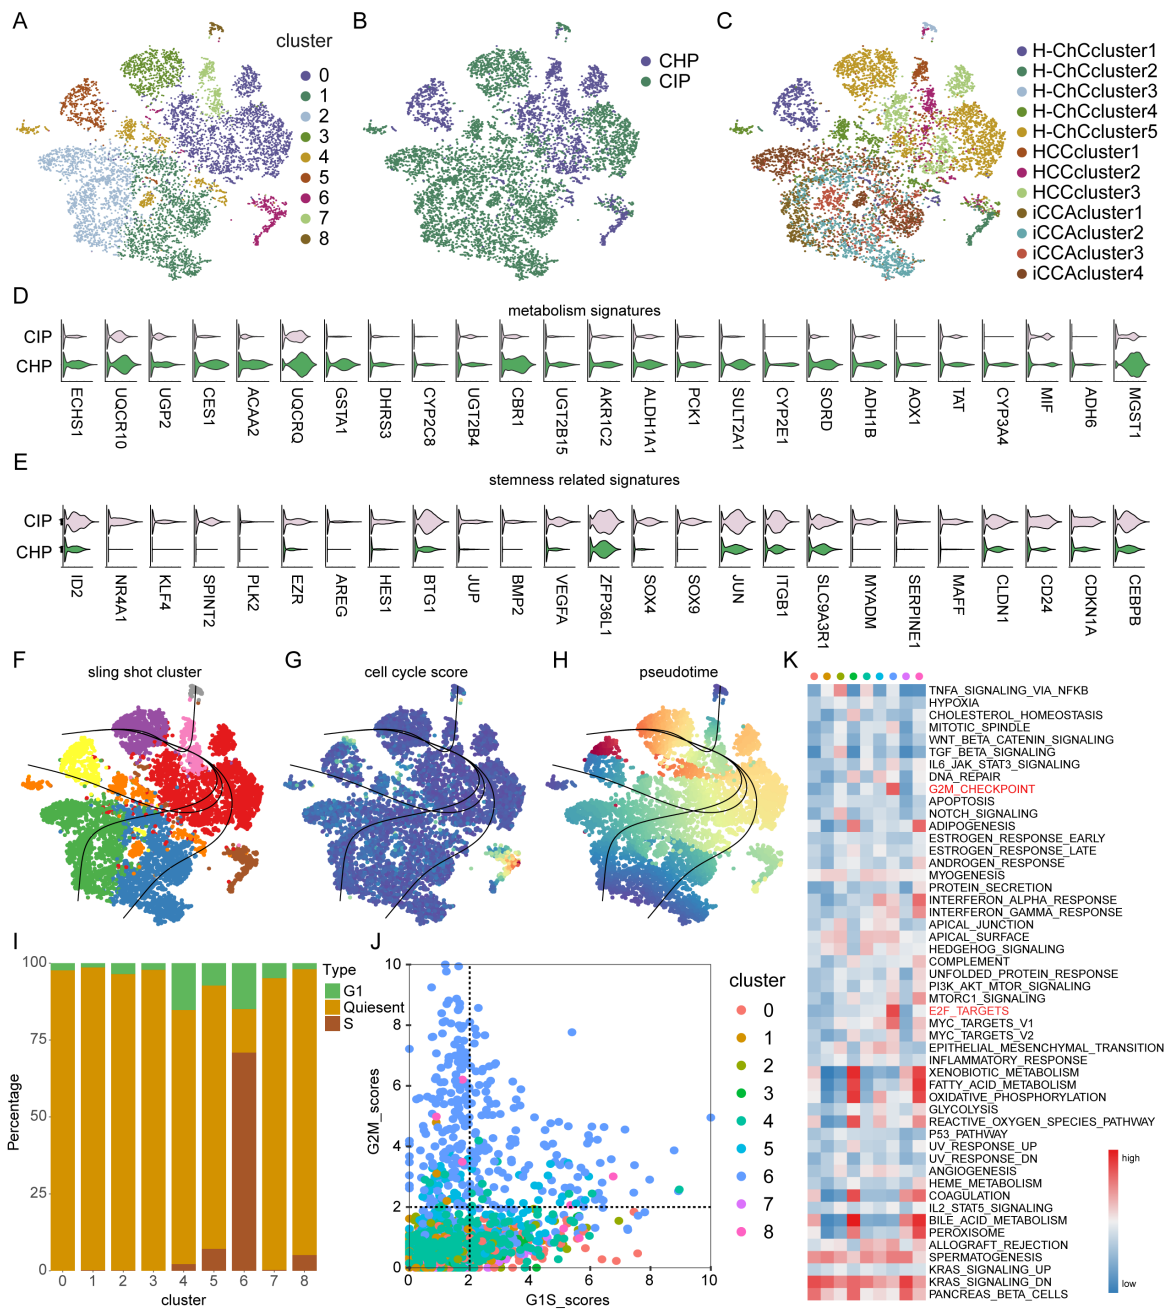 A
cluster
0
1
2
3
4
5
6
7
8
B
CHP
CIP
C
H-ChCcluster1
H-ChCcluster2
H-ChCcluster3
H-ChCcluster4
H-ChCcluster5
HCCcluster1
HCCcluster2
HCCcluster3
iCCAcluster1
iCCAcluster2
iCCAcluster3
iCCAcluster4
D
metabolism signatures
CIP
CHP
ECHS1
UQCR10
UGP2
CES1
ACAA2
UQCRQ
GSTA1
DHRS3
CYP2C8
UGT2B4
CBR1
UGT2B15
AKR1C2
ALDH1A1
PCK1
SULT2A1
CYP2E1
SORD
ADH1B
AOX1
TAT
CYP3A4
MIF
ADH6
MGST1
E
stemness related signatures
CIP
CHP
ID2
NR4A1
KLF4
SPINT2
PLK2
EZR
AREG
HES1
BTG1
JUP
BMP2
VEGFA
ZFP36L1
SOX4
SOX9
JUN
ITGB1
SLC9A3R1
MYADM
SERPINE1
MAFF
CLDN1
CD24
CDKN1A
CEBPB
F
sling shot cluster
G
cell cycle score
H
pseudotime
I
100
75
50
25
0
Percentage
0 1 2 3 4 5 6 7 8
cluster
Type
G1
Quiesent
S
J
10
8
6
4
2
0
G2M_scores
0 2 4 6 8 10
G1S_scores
cluster
0
1
2
3
4
5
6
7
8
K
TNFA_SIGNALING_VIA_NFKB
HYPOXIA
CHOLESTEROL_HOMEOSTASIS
MITOTIC_SPINDLE
WNT_BETA_CATENIN_SIGNALING
TGF_BETA_SIGNALING
IL6_JAK_STAT3_SIGNALING
DNA_REPAIR
G2M_CHECKPOINT
APOPTOSIS
NOTCH_SIGNALING
ADIPOGENESIS
ESTROGEN_RESPONSE_EARLY
ESTROGEN_RESPONSE_LATE
ANDROGEN_RESPONSE
MYOGENESIS
PROTEIN_SECRETION
INTERFERON_ALPHA_RESPONSE
INTERFERON_GAMMA_RESPONSE
APICAL_JUNCTION
APICAL_SURFACE
HEDGEHOG_SIGNALING
COMPLEMENT
UNFOLDED_PROTEIN_RESPONSE
PI3K_AKT_MTOR_SIGNALING
MTORC1_SIGNALING
E2F_TARGETS
MYC_TARGETS_V1
MYC_TARGETS_V2
EPITHELIAL_MESENCHYMAL_TRANSITION
INFLAMMATORY_RESPONSE
XENOBIOTIC_METABOLISM
FATTY_ACID_METABOLISM
OXIDATIVE_PHOSPHORYLATION
GLYCOLYSIS
REACTIVE_OXYGEN_SPECIES_PATHWAY
P53_PATHWAY
UV_RESPONSE_UP
UV_RESPONSE_DN
ANGIOGENESIS
HEME_METABOLISM
COAGULATION
IL2_STAT5_SIGNALING
BILE_ACID_METABOLISM
PEROXISOME
ALLOGRAFT_REJECTION
SPERMATOGENESIS
KRAS_SIGNALING_UP
KRAS_SIGNALING_DN
PANCREAS_BETA_CELLS
high
low